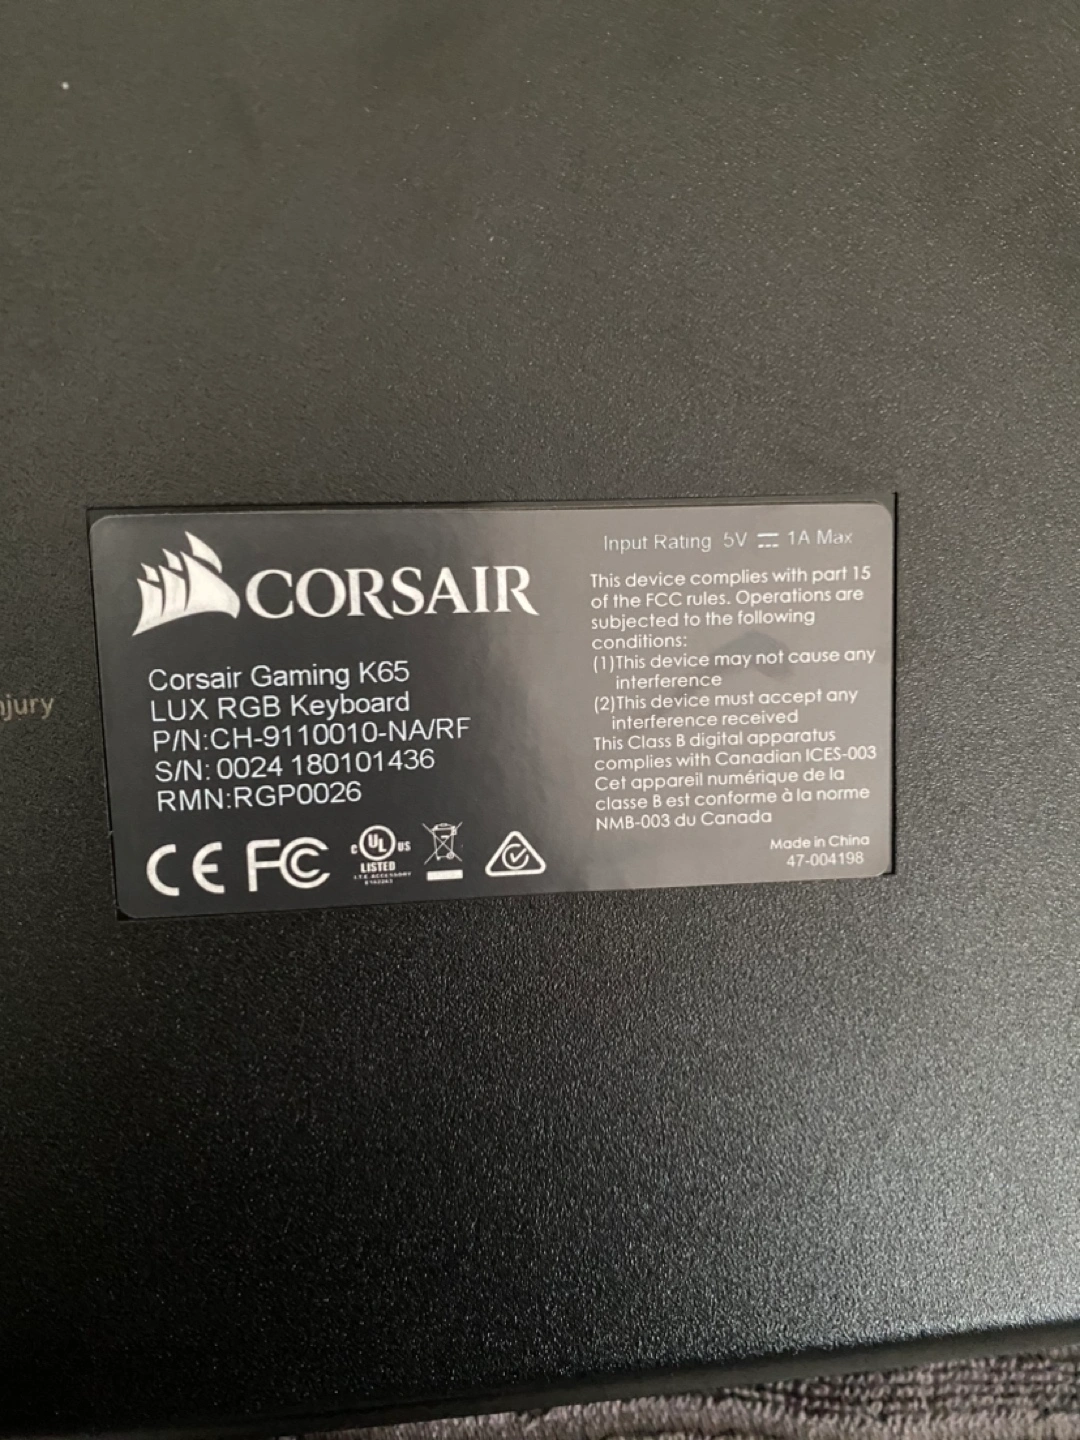 njury
CORSAIR
Corsair Gaming K65
LUX RGB Keyboard
P/N:CH-9110010-NA/RF
S/N: 0024 180101436
RMN:RGP0026
CE FC
c UL US
LISTED
I.T.E. ACCESSORY
Input Rating 5V 1A Max
This device complies with part 15
of the FCC rules. Operations are
subjected to the following
conditions:
(1)This device may not cause any
interference
(2)This device must accept any
interference received
This Class B digital apparatus
complies with Canadian ICES-003
Cet appareil numérique de la
classe B est conforme à la norme
NMB-003 du Canada
Made in China
47-004198